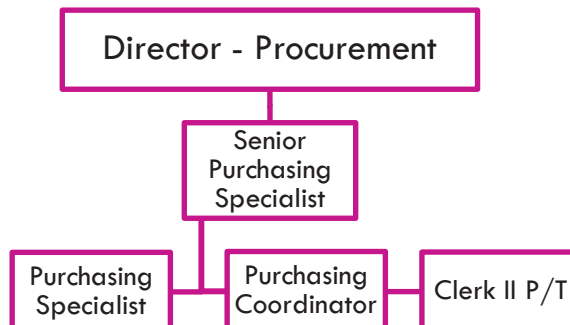 Director - Procurement
Senior
Purchasing
Specialist
Purchasing
Specialist
Purchasing
Coordinator
Clerk II P/T